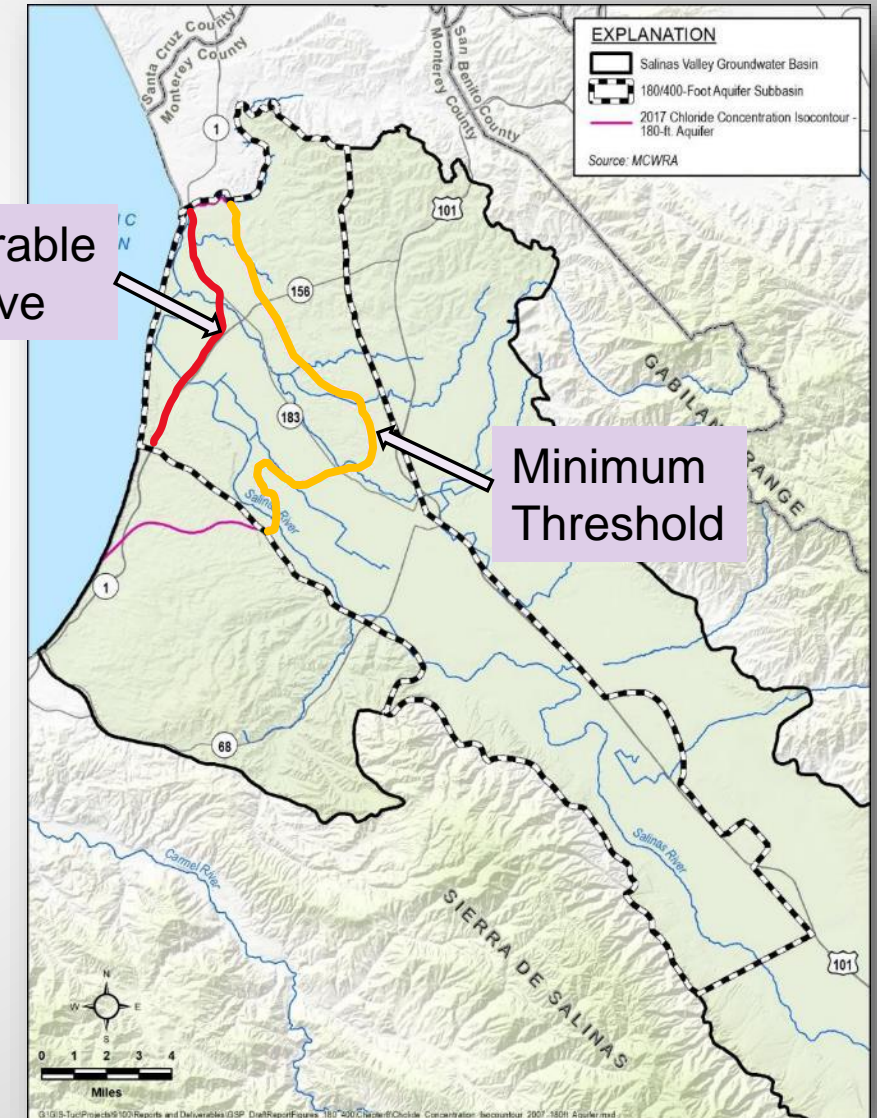 EXPLANATION
Salinas Valley Groundwater Basin
180/400-Foot Aquifer Subbasin
2017 Chloride Concentration Isocontour -
180-ft. Aquifer
Source: MCWRA
Santa Cruz County
Monterey County
San Benito County
Monterey County
1
101
IC
N
rable
ve
156
GABILAN RANGE
183
Minimum
Threshold
Salinas River
1
68
Salinas River
Carmel River
SIERRA DE SALINAS
101
N
W E
S
0 1 2 3 4
Miles